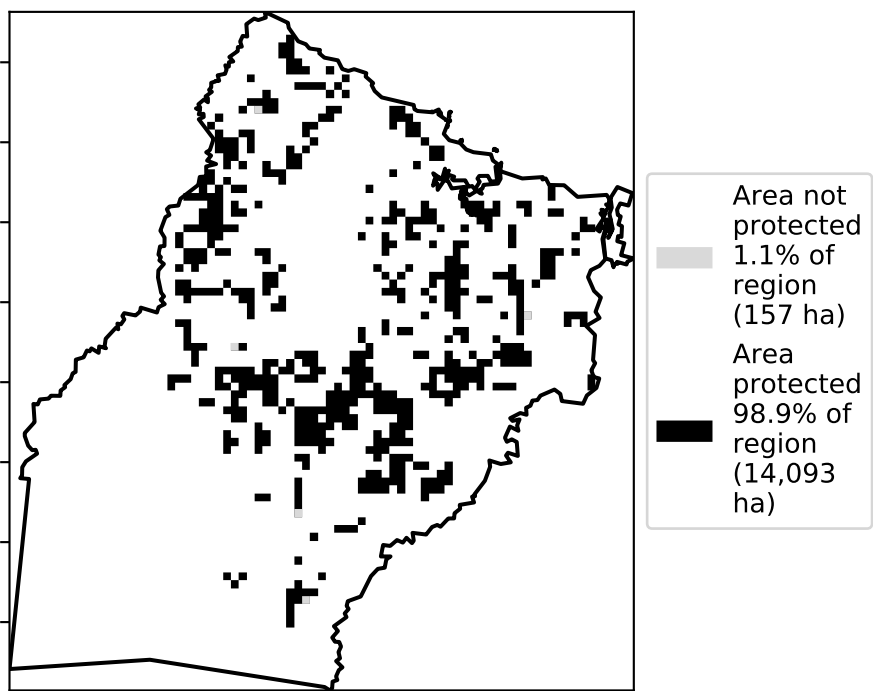 Area not
protected
1.1% of
region
(157 ha)
Area
protected
98.9% of
region
(14,093
ha)